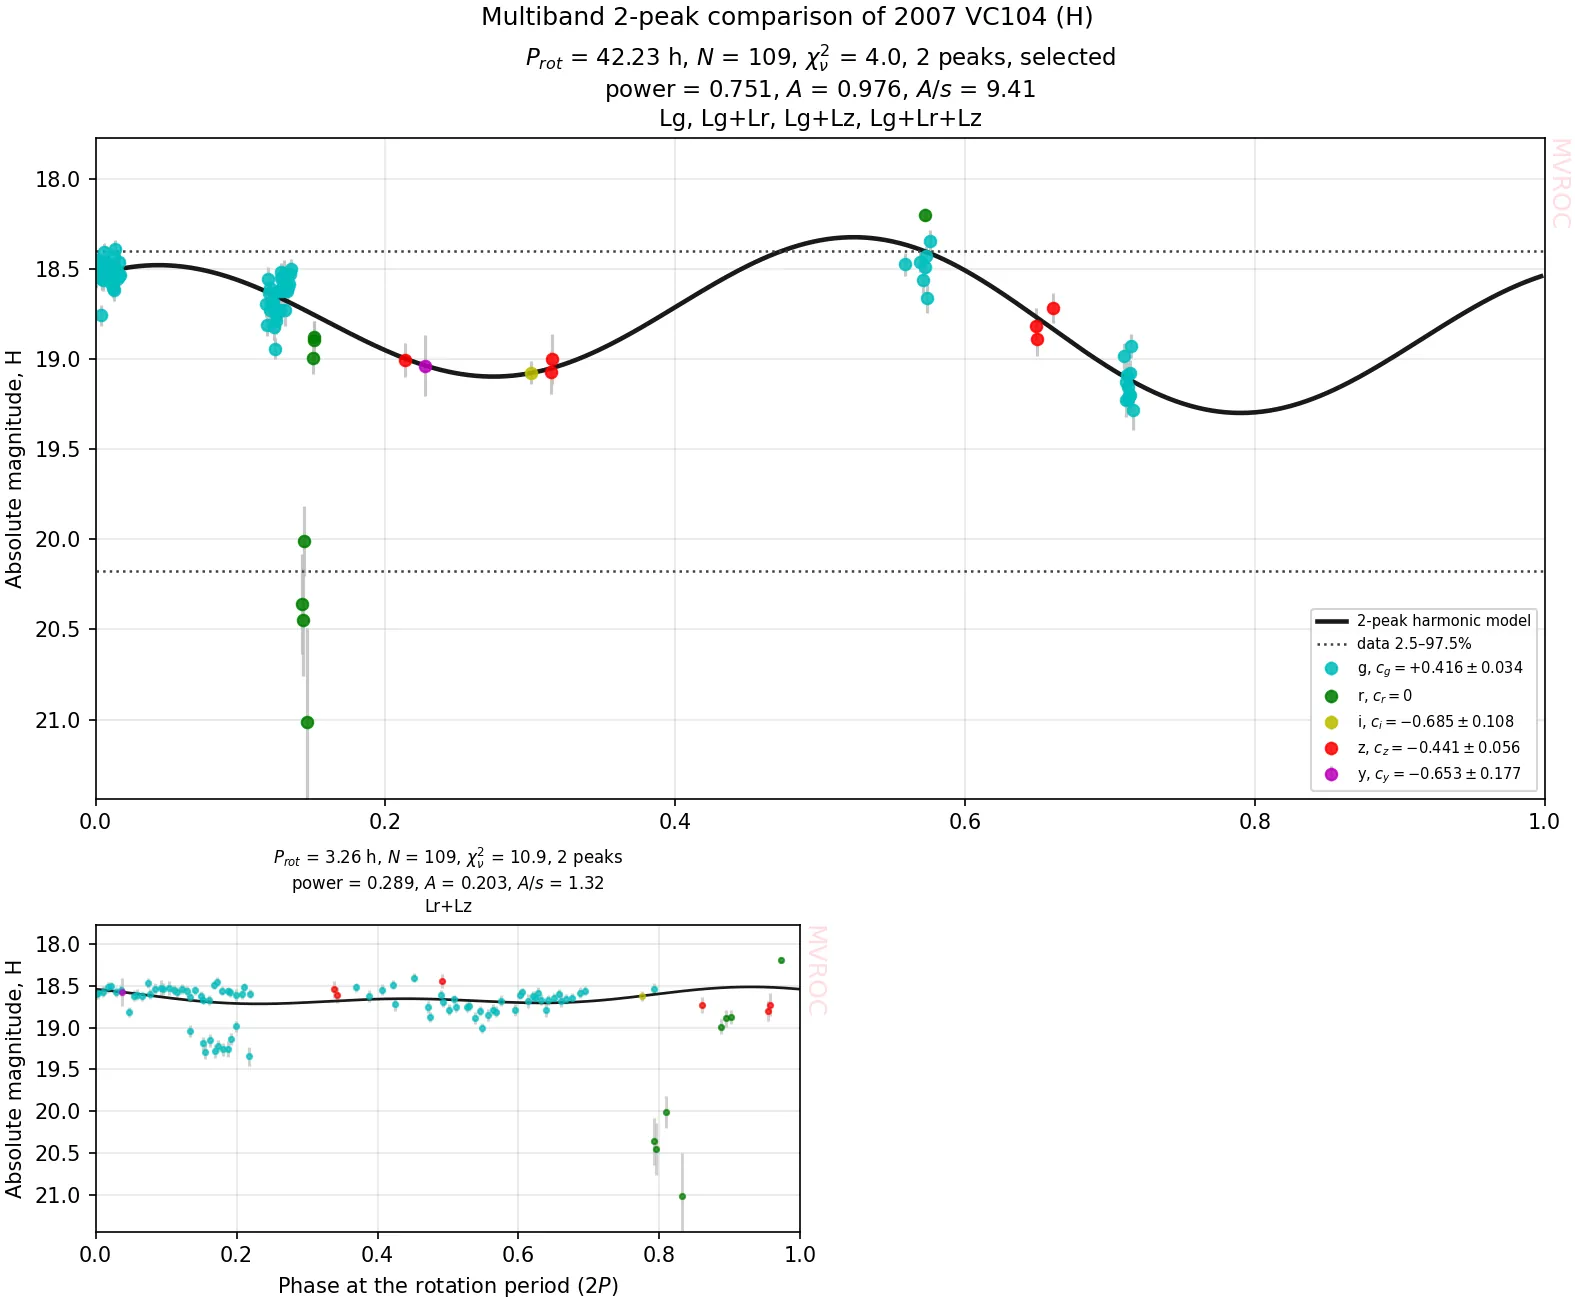 Multiband 2-peak comparison of 2007 VC104 (H)
P_rot = 42.23 h, N = 109, χ²_ν = 4.0, 2 peaks, selected
power = 0.751, A = 0.976, A/s = 9.41
Lg, Lg+Lr, Lg+Lz, Lg+Lr+Lz
MVROC
Absolute magnitude, H
18.0
18.5
19.0
19.5
20.0
20.5
21.0
2-peak harmonic model
data 2.5–97.5%
g, c_g = +0.416 ± 0.034
r, c_r = 0
i, c_i = −0.685 ± 0.108
z, c_z = −0.441 ± 0.056
y, c_y = −0.653 ± 0.177
0.0 0.2 0.4 0.6 0.8 1.0
P_rot = 3.26 h, N = 109, χ²_ν = 10.9, 2 peaks
power = 0.289, A = 0.203, A/s = 1.32
Lr+Lz
MVROC
Absolute magnitude, H
18.0
18.5
19.0
19.5
20.0
20.5
21.0
0.0 0.2 0.4 0.6 0.8 1.0
Phase at the rotation period (2P)